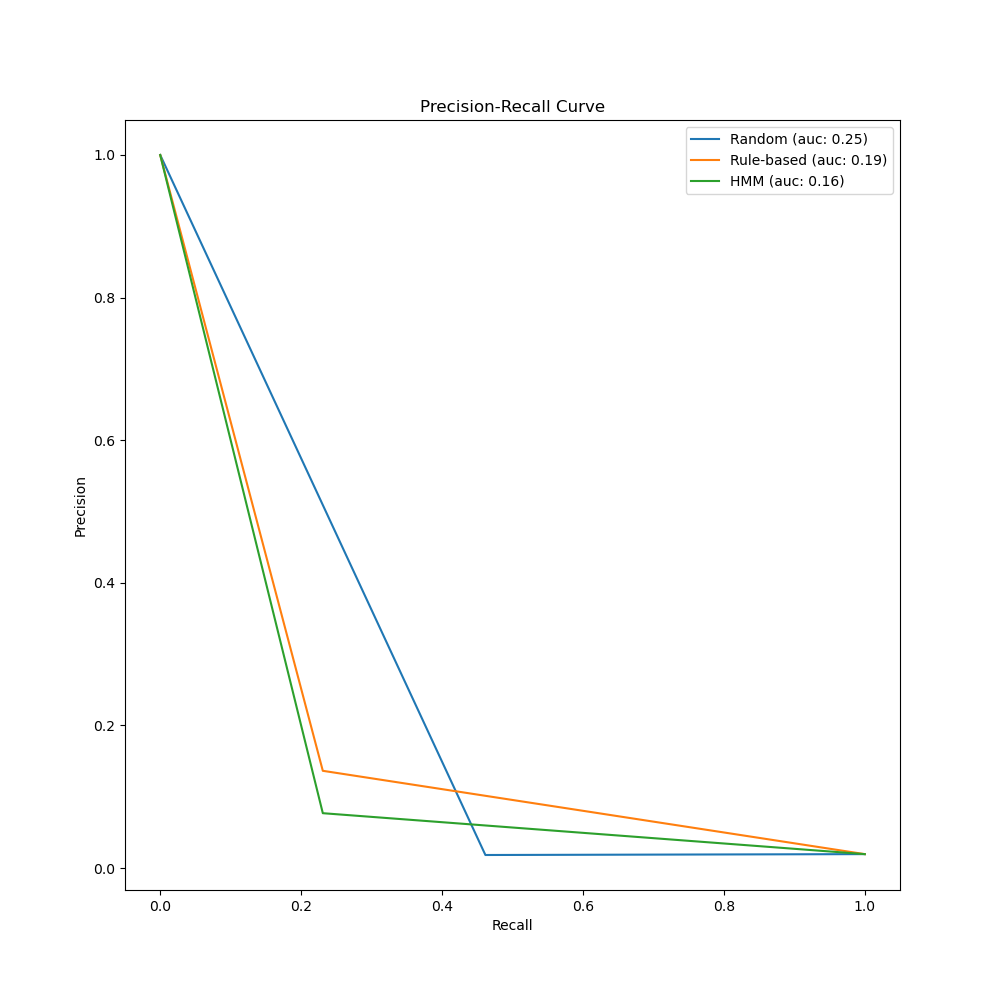 Precision-Recall Curve
Random (auc: 0.25)
Rule-based (auc: 0.19)
HMM (auc: 0.16)
Precision
1.0
0.8
0.6
0.4
0.2
0.0
0.0 0.2 0.4 0.6 0.8 1.0
Recall